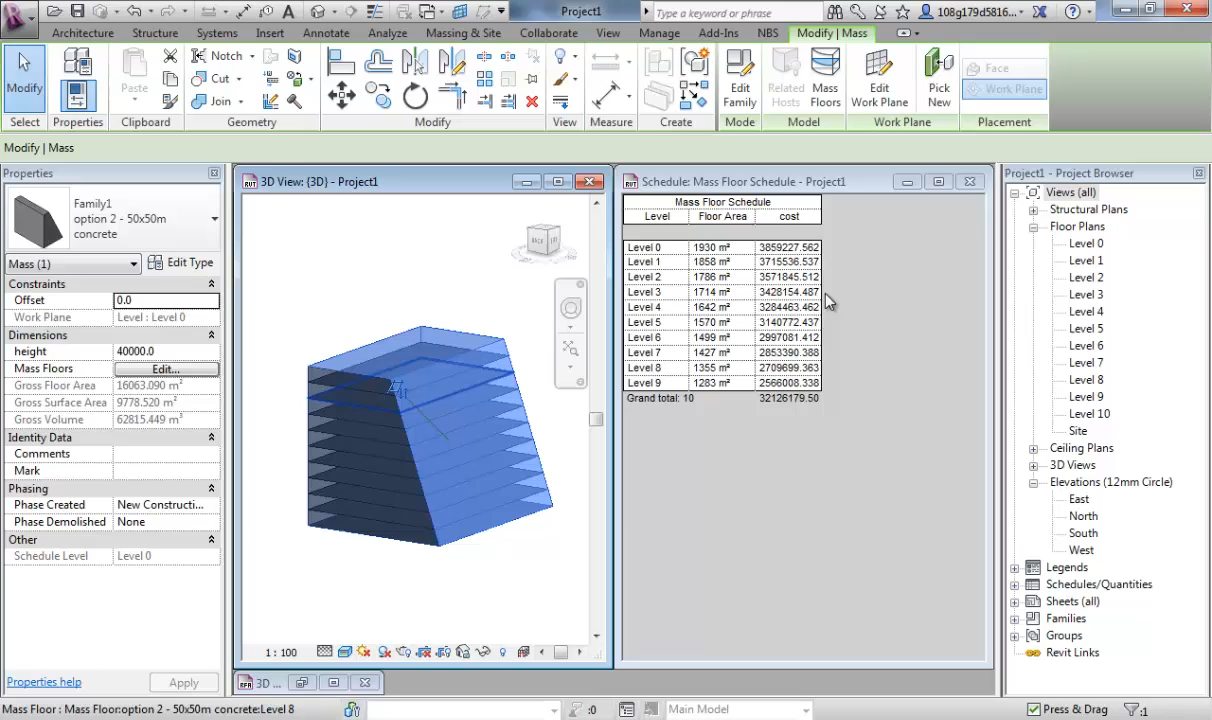 Project1
Type a keyword or phrase
108g179d5816...
Architecture Structure Systems Insert Annotate Analyze Massing & Site Collaborate View Manage Add-Ins NBS Modify | Mass
Modify
Paste
Notch
Cut
Join
Edit Family
Related Hosts
Mass Floors
Edit Work Plane
Pick New
Face
Work Plane
Select Properties Clipboard Geometry Modify View Measure Create Mode Model Work Plane Placement
Modify | Mass
Properties
Family1
option 2 - 50x50m
concrete
Mass (1) Edit Type
Constraints
Offset 0.0
Work Plane Level : Level 0
Dimensions
height 40000.0
Mass Floors Edit...
Gross Floor Area 16063.090 m²
Gross Surface Area 9778.520 m²
Gross Volume 62815.449 m³
Identity Data
Comments
Mark
Phasing
Phase Created New Constructi...
Phase Demolished None
Other
Schedule Level Level 0
Properties help Apply
3D View: {3D} - Project1
1 : 100
3D ...
Schedule: Mass Floor Schedule - Project1
Mass Floor Schedule
Level Floor Area cost
Level 0 1930 m² 3859227.562
Level 1 1858 m² 3715536.537
Level 2 1786 m² 3571845.512
Level 3 1714 m² 3428154.487
Level 4 1642 m² 3284463.462
Level 5 1570 m² 3140772.437
Level 6 1499 m² 2997081.412
Level 7 1427 m² 2853390.388
Level 8 1355 m² 2709699.363
Level 9 1283 m² 2566008.338
Grand total: 10 32126179.50
Project1 - Project Browser
Views (all)
Structural Plans
Floor Plans
Level 0
Level 1
Level 2
Level 3
Level 4
Level 5
Level 6
Level 7
Level 8
Level 9
Level 10
Site
Ceiling Plans
3D Views
Elevations (12mm Circle)
East
North
South
West
Legends
Schedules/Quantities
Sheets (all)
Families
Groups
Revit Links
Mass Floor : Mass Floor:option 2 - 50x50m concrete:Level 8
:0
Main Model
Press & Drag
:1